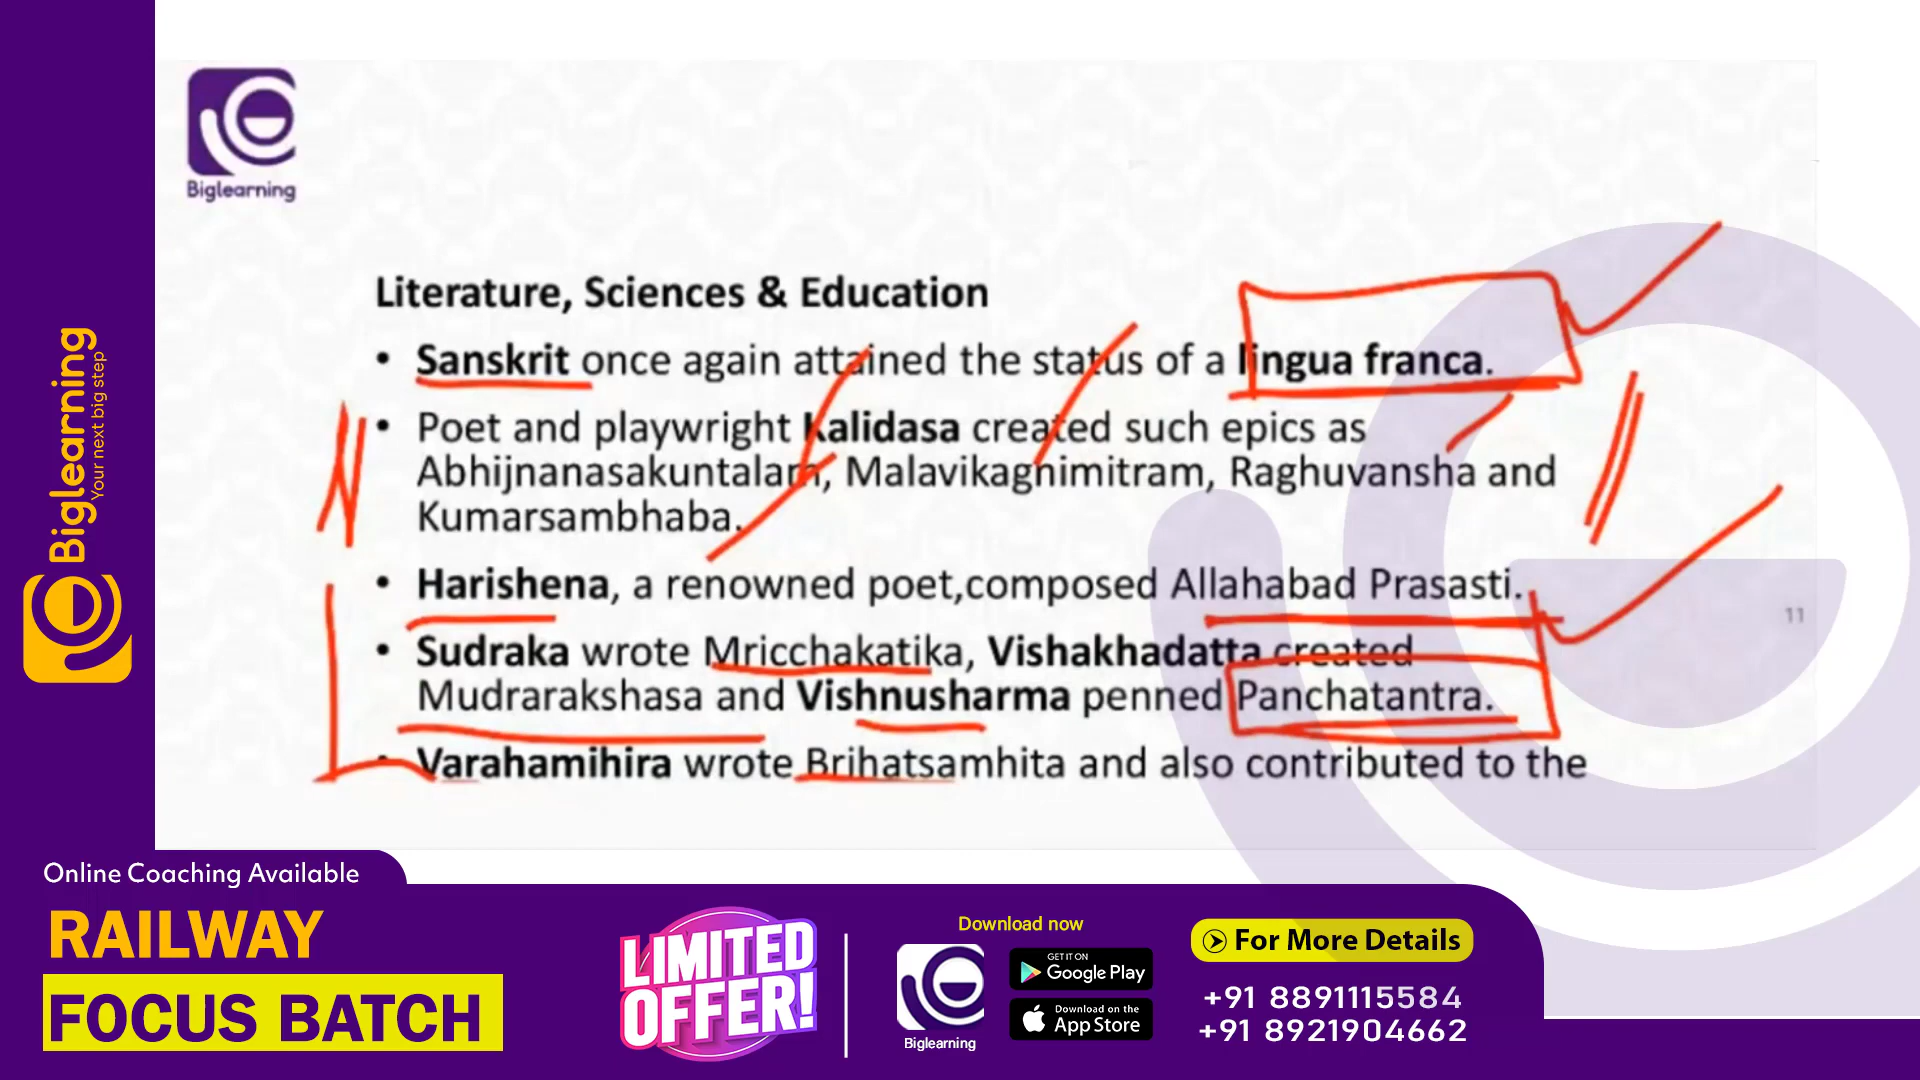 Biglearning
Literature, Sciences & Education
• Sanskrit once again attained the status of a lingua franca.
• Poet and playwright Kalidasa created such epics as
Abhijnanasakuntalam, Malavikagnimitram, Raghuvansha and
Kumarsambhaba.
• Harishena, a renowned poet,composed Allahabad Prasasti.
• Sudraka wrote Mricchakatika, Vishakhadatta created
Mudrarakshasa and Vishnusharma penned Panchatantra.
• Varahamihira wrote Brihatsamhita and also contributed to the
11
Biglearning
Your next big step
Online Coaching Available
RAILWAY
FOCUS BATCH
LIMITED
OFFER!
Download now
Biglearning
GET IT ON
Google Play
Download on the
App Store
For More Details
+91 8891115584
+91 8921904662